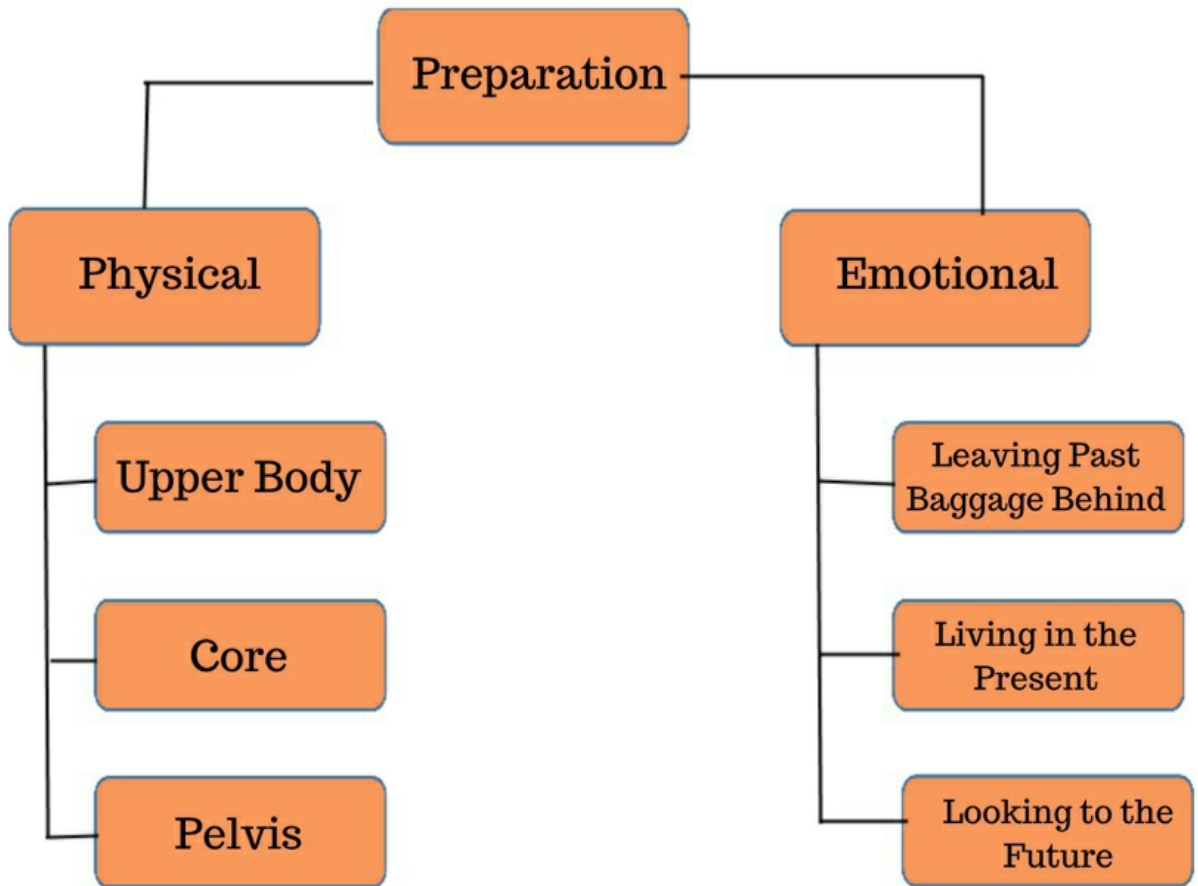 Preparation
Physical
Emotional
Upper Body
Core
Pelvis
Leaving Past
Baggage Behind
Living in the
Present
Looking to the
Future